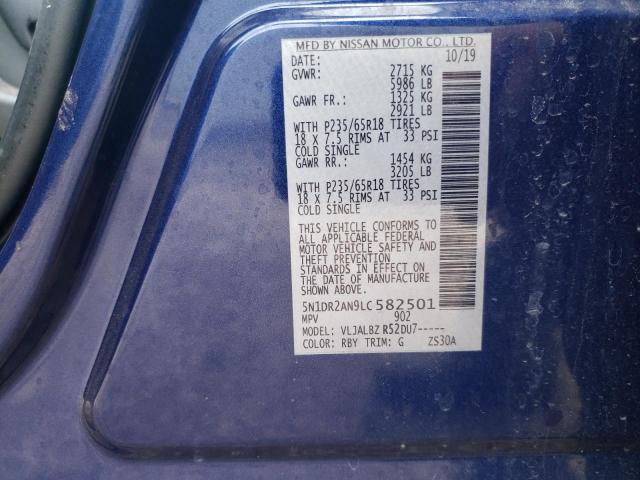 MFD BY NISSAN MOTOR CO., LTD.
DATE: 10/19
GVWR: 2715 KG
5986 LB
GAWR FR.: 1325 KG
2921 LB
WITH P235/65R18 TIRES
18 X 7.5 RIMS AT 33 PSI
COLD SINGLE
GAWR RR.: 1454 KG
3205 LB
WITH P235/65R18 TIRES
18 X 7.5 RIMS AT 33 PSI
COLD SINGLE
THIS VEHICLE CONFORMS TO
ALL APPLICABLE FEDERAL
MOTOR VEHICLE SAFETY AND
THEFT PREVENTION
STANDARDS IN EFFECT ON
THE DATE OF MANUFACTURE
SHOWN ABOVE.
5N1DR2AN9LC582501
MPV 902
MODEL: VLJALBZ R52DU7-----
COLOR: RBY TRIM: G ZS30A